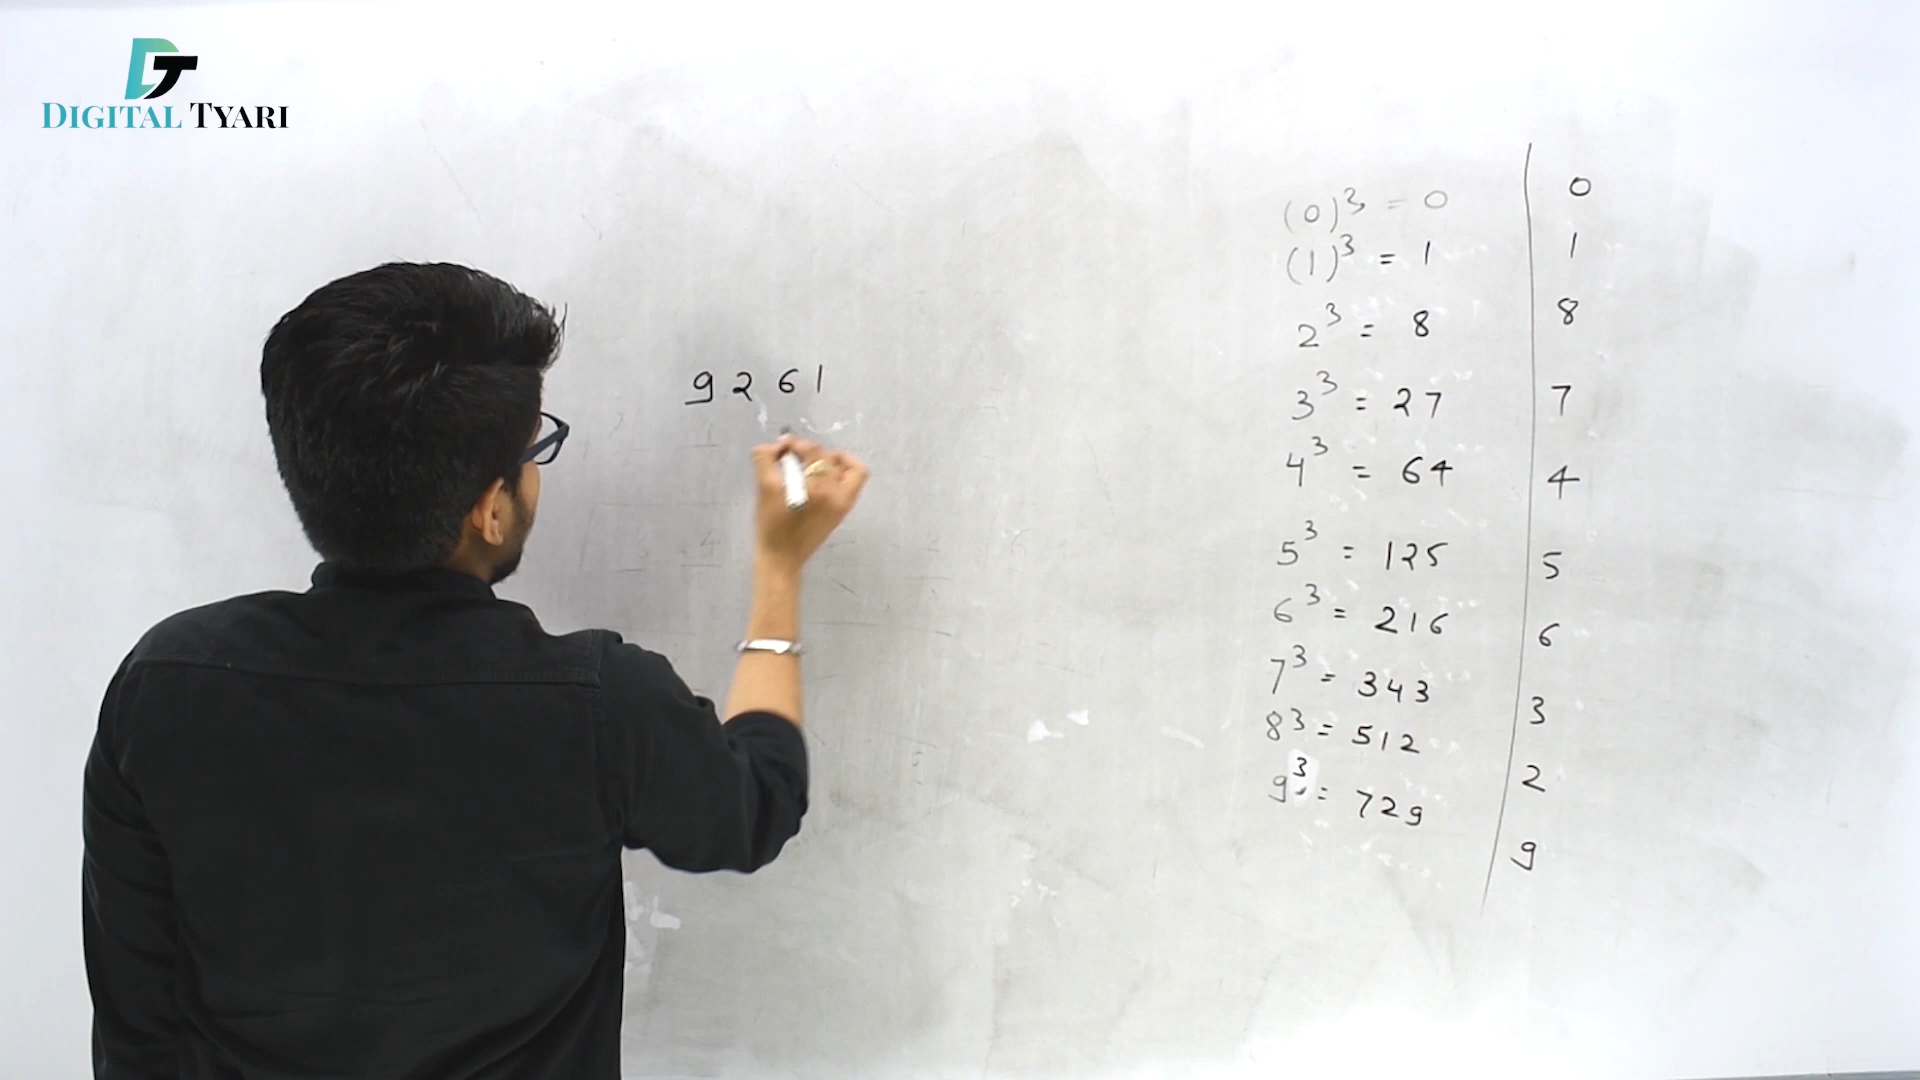 DIGITAL TYARI
9261
(0)³ = 0 0
(1)³ = 1 1
2³ = 8 8
3³ = 27 7
4³ = 64 4
5³ = 125 5
6³ = 216 6
7³ = 343 3
8³ = 512 2
9³ = 729 9